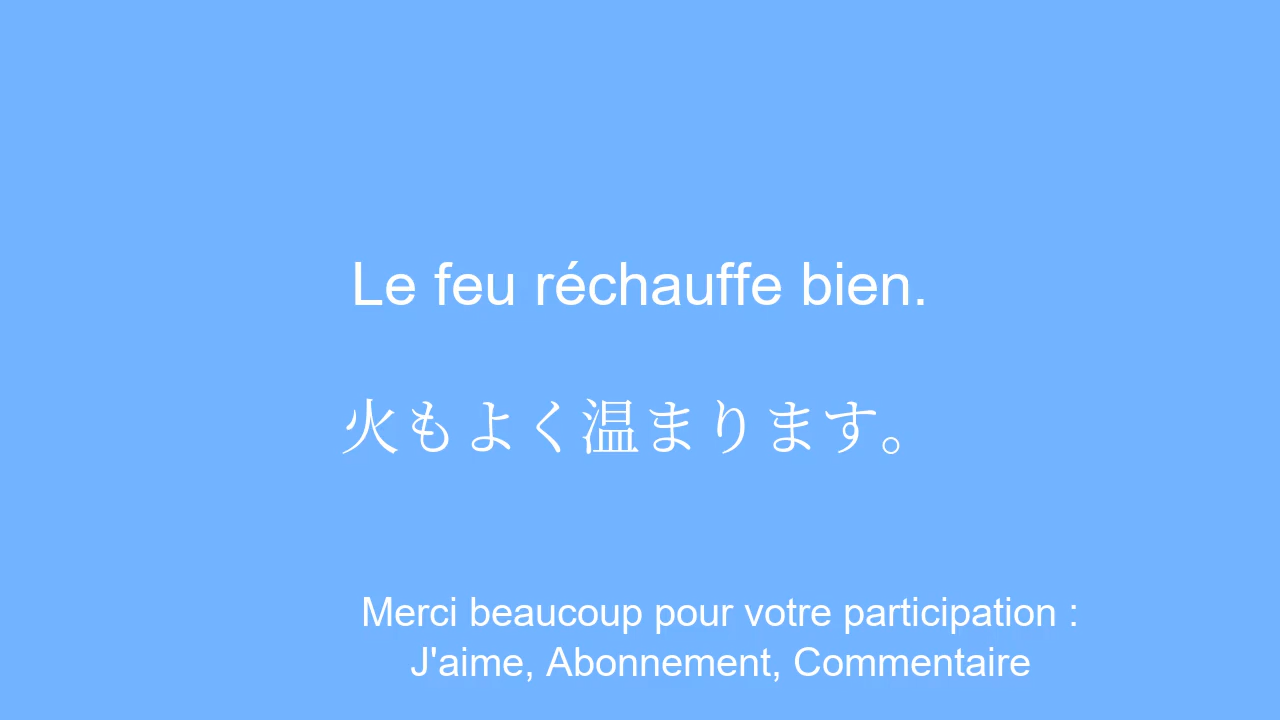 Le feu réchauffe bien.
火もよく温まります。
Merci beaucoup pour votre participation :
J'aime, Abonnement, Commentaire